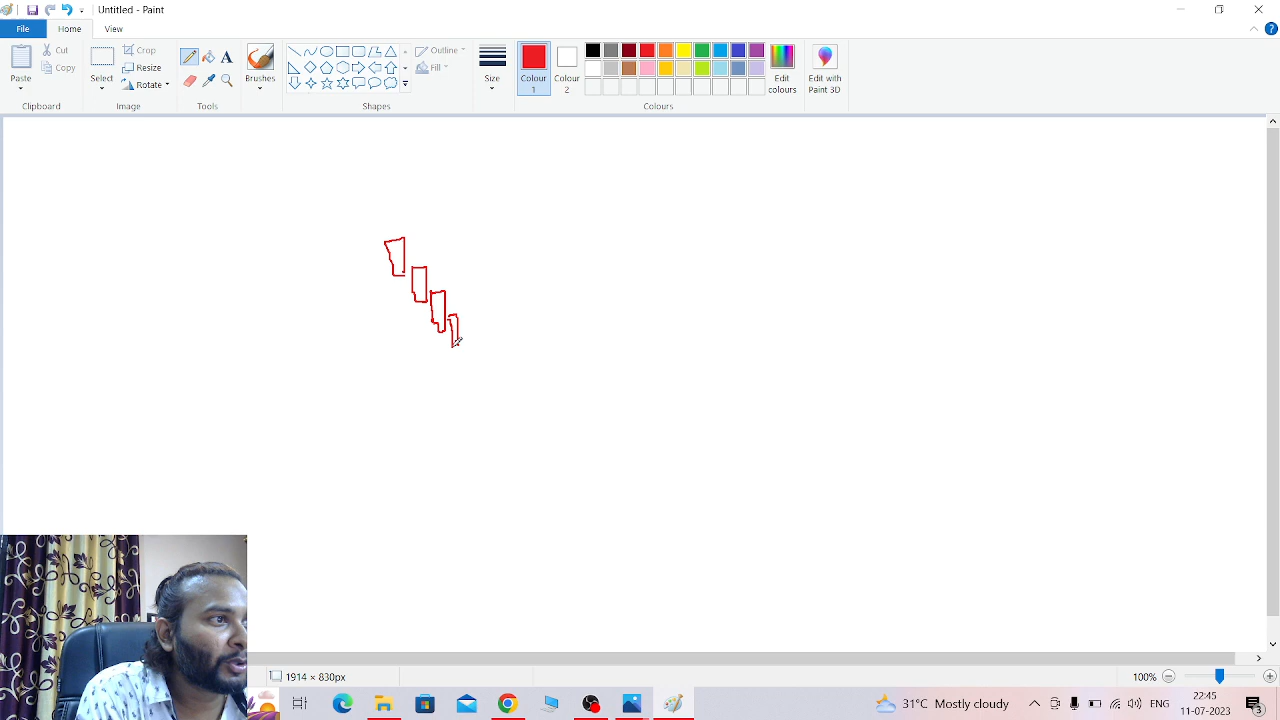 Untitled - Paint
File
Home
View
Paste
Cut
Copy
Clipboard
Select
Crop
Resize
Rotate
Image
Tools
Brushes
Shapes
Outline
Fill
Size
Colour
1
Colour
2
Edit
colours
Colours
Edit with
Paint 3D
1914 × 830px
100%
31°C Mostly cloudy
ENG
22:45
11-07-2023
3